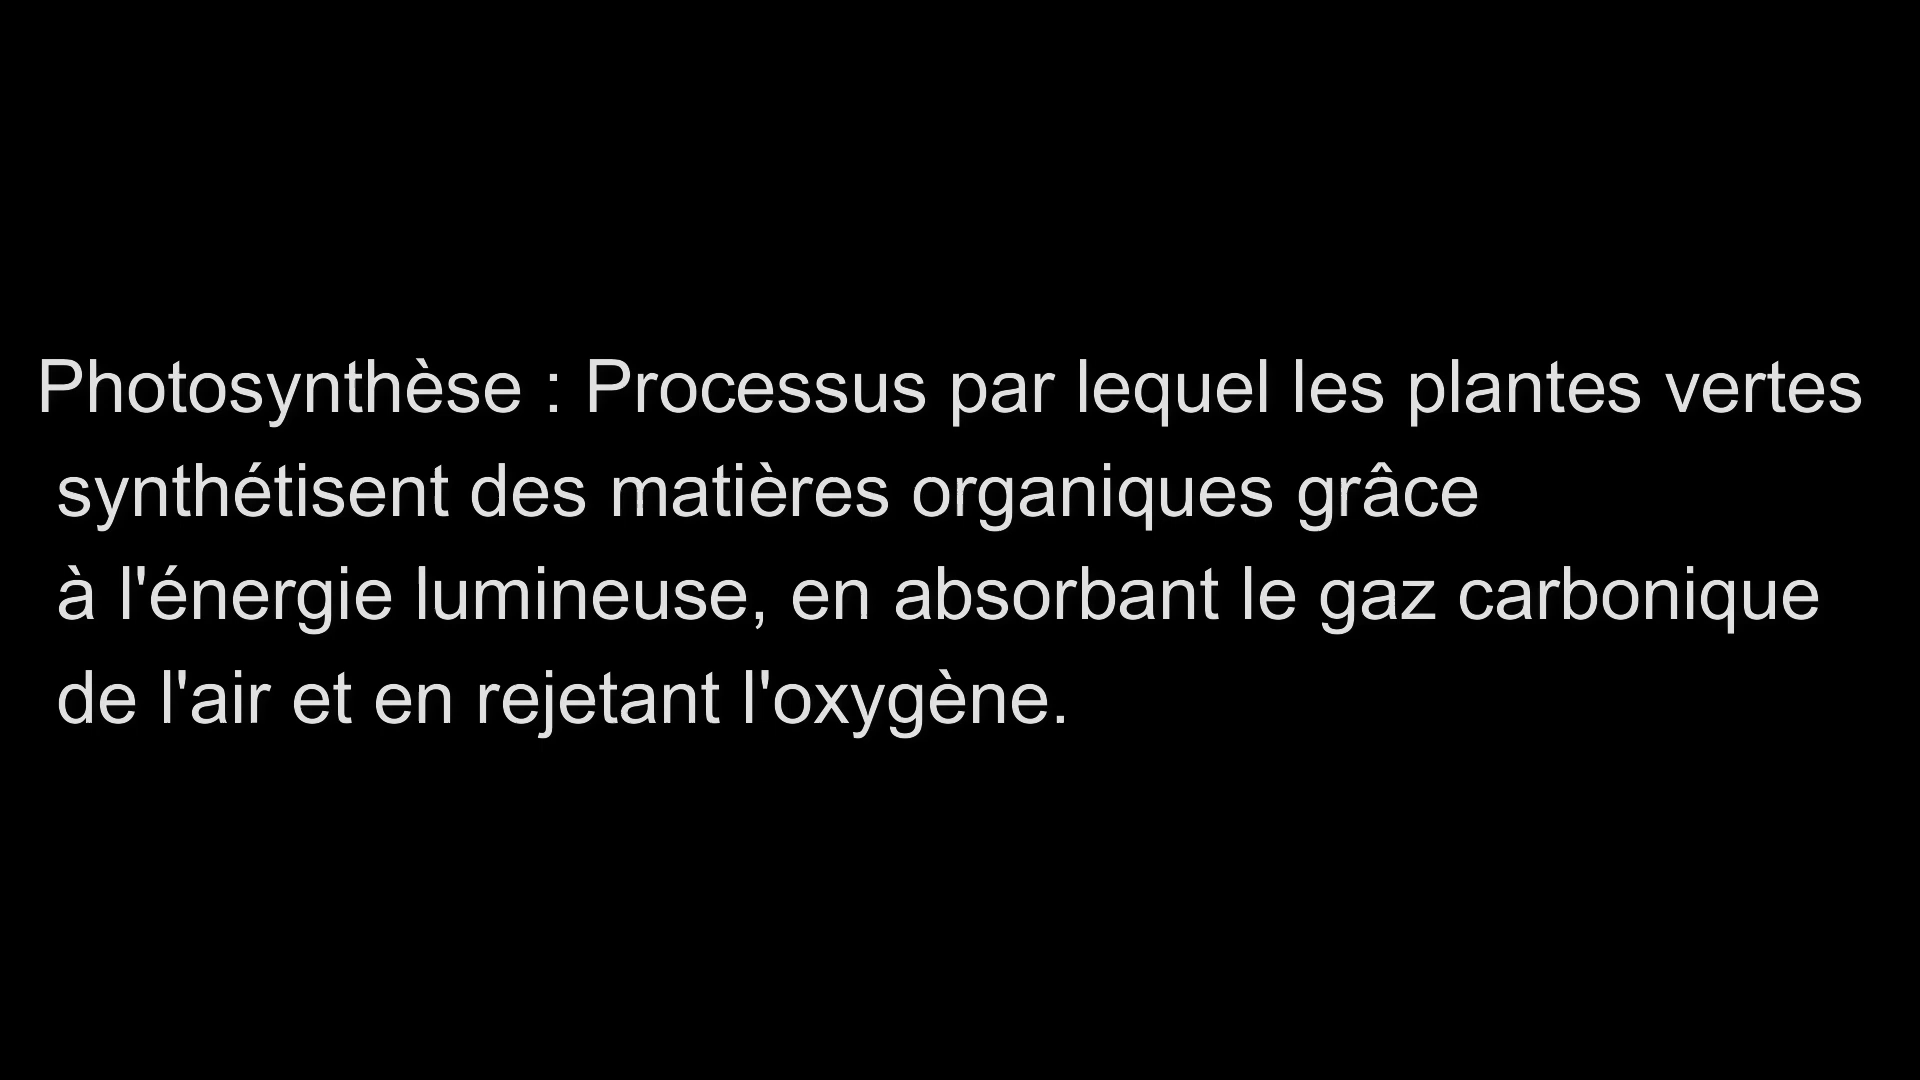 Photosynthèse : Processus par lequel les plantes vertes
synthétisent des matières organiques grâce
à l'énergie lumineuse, en absorbant le gaz carbonique
de l'air et en rejetant l'oxygène.